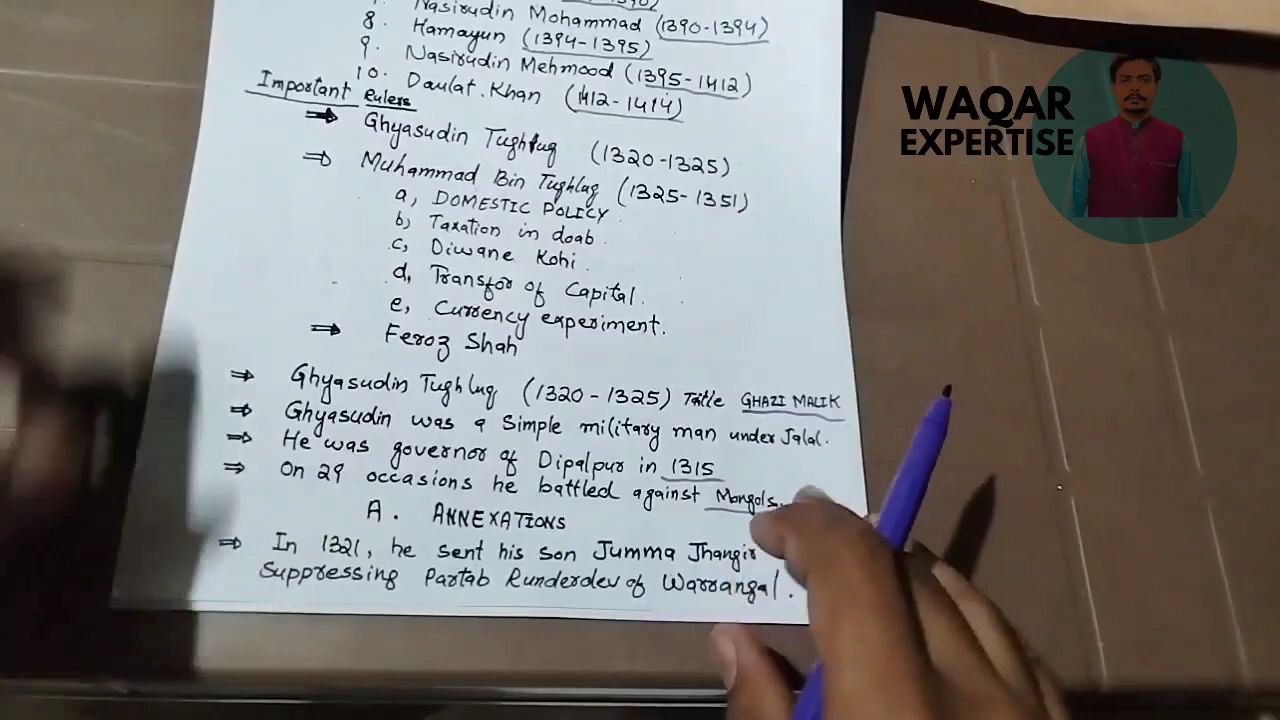 Nasirudin Mohammad (1390-1394)
8. Hamayun (1394-1395)
9. Nasirudin Mehmood (1395-1412)
10. Daulat Khan (1412-1414)
Important Rulers
⇒ Ghyasudin Tughluq (1320-1325)
⇒ Muhammad Bin Tughlaq (1325-1351)
a, DOMESTIC POLICY
b) Taxation in doab.
c, Diwane Kohi.
d, Transfor of Capital.
e, Currency experiment.
⇒ Feroz Shah
⇒ Ghyasudin Tughluq (1320-1325) Title GHAZI MALIK
⇒ Ghyasudin was a simple military man under Jalal.
⇒ He was governor of Dipalpur in 1315
⇒ On 29 occasions he battled against Mongols.
A. ANNEXATIONS
⇒ In 1321, he sent his son Jumma Jhangir
Suppressing Partab Runderdev of Warrangal.
WAQAR
EXPERTISE